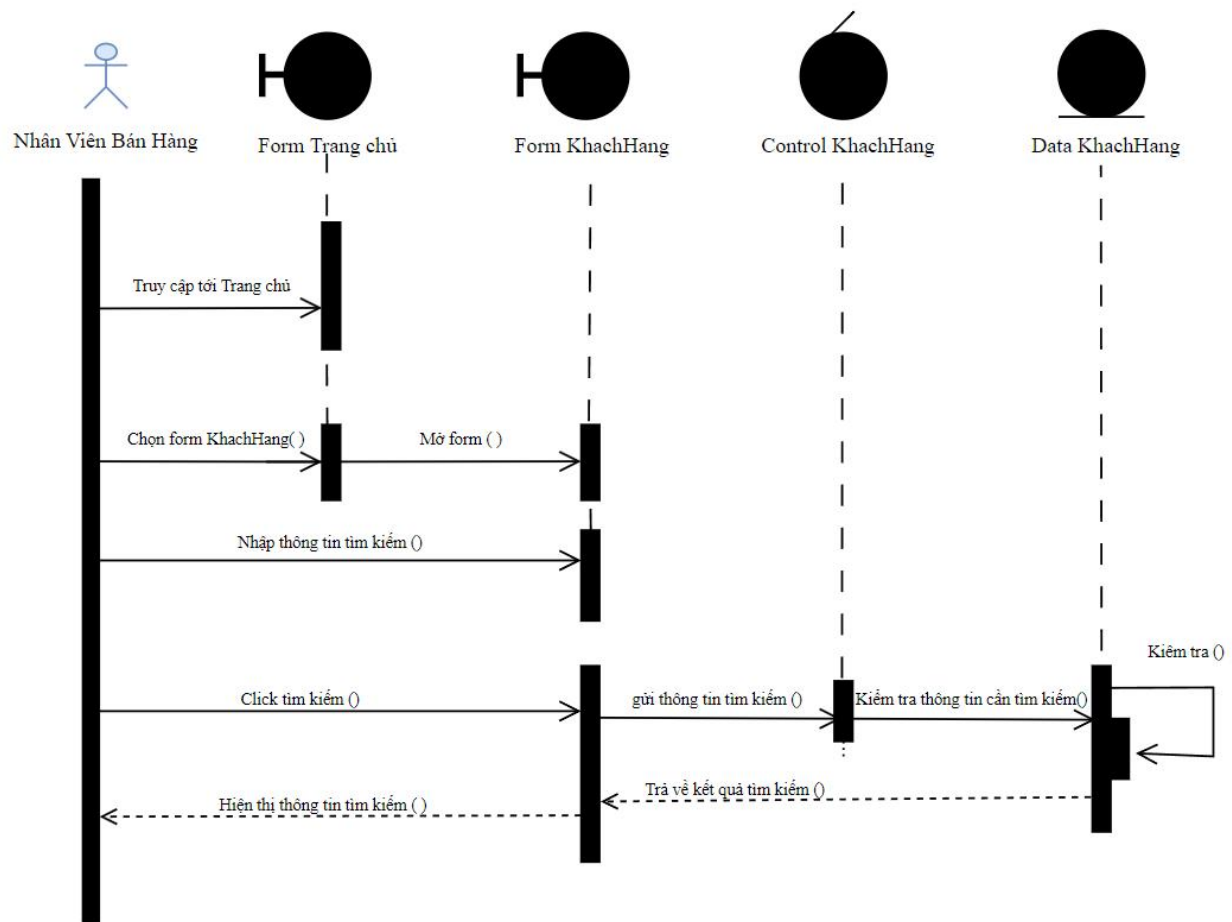 Nhân Viên Bán Hàng
Form Trang chủ
Form KhachHang
Control KhachHang
Data KhachHang
Truy cập tới Trang chủ
Chọn form KhachHang( )
Mở form ( )
Nhập thông tin tìm kiếm ()
Kiêm tra ()
Click tìm kiếm ()
gửi thông tin tìm kiếm ()
Kiểm tra thông tin cần tìm kiếm()
Trả về kết quả tìm kiếm ()
Hiện thị thông tin tìm kiếm ( )